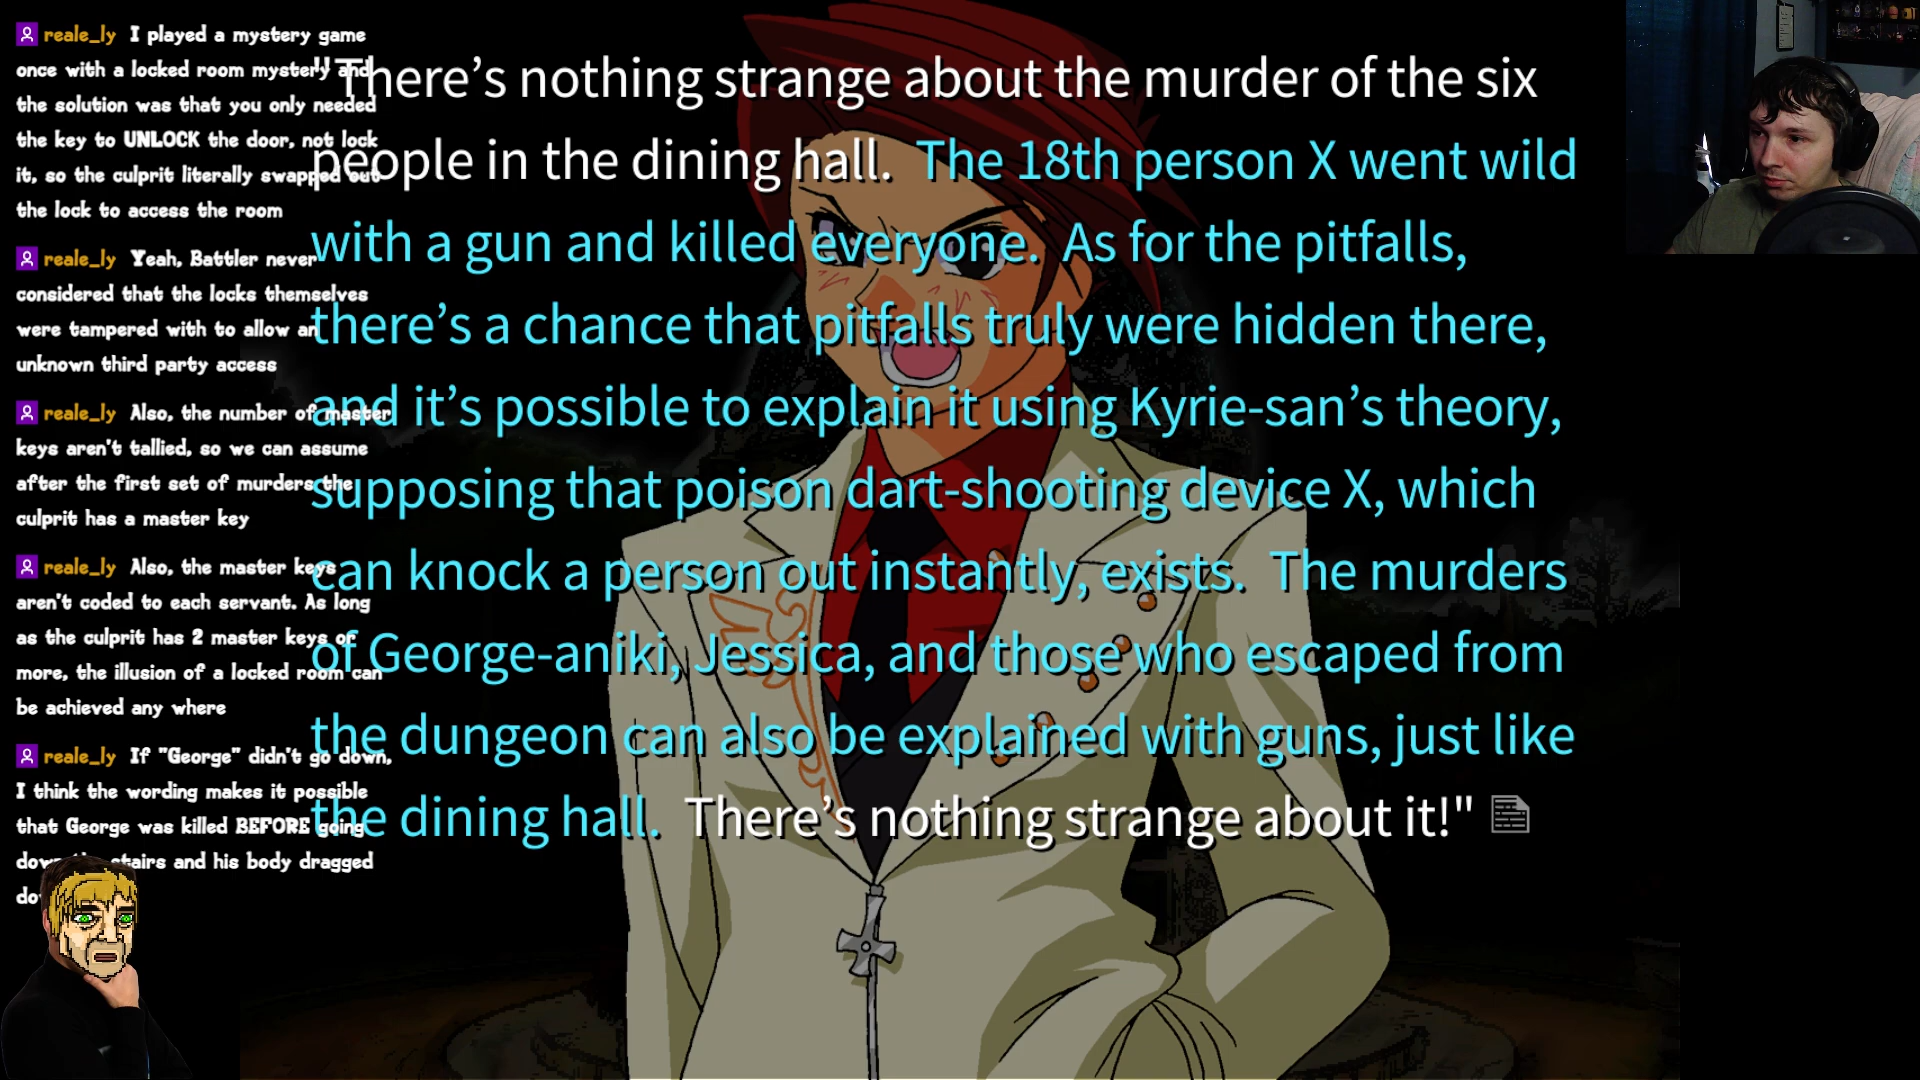 reale_ly I played a mystery game
once with a locked room mystery and
the solution was that you only needed
the key to UNLOCK the door, not lock
it, so the culprit literally swapped out
the lock to access the room
reale_ly Yeah, Battler never
considered that the locks themselves
were tampered with to allow an
unknown third party access
reale_ly Also, the number of master
keys aren't tallied, so we can assume
after the first set of murders the
culprit has a master key
reale_ly Also, the master keys
aren't coded to each servant. As long
as the culprit has 2 master keys or
more, the illusion of a locked room can
be achieved any where
reale_ly If "George" didn't go down,
I think the wording makes it possible
that George was killed BEFORE going
down the stairs and his body dragged
"There's nothing strange about the murder of the six
people in the dining hall. The 18th person X went wild
with a gun and killed everyone. As for the pitfalls,
there's a chance that pitfalls truly were hidden there,
and it's possible to explain it using Kyrie-san's theory,
supposing that poison dart-shooting device X, which
can knock a person out instantly, exists. The murders
of George-aniki, Jessica, and those who escaped from
the dungeon can also be explained with guns, just like
the dining hall. There's nothing strange about it!"